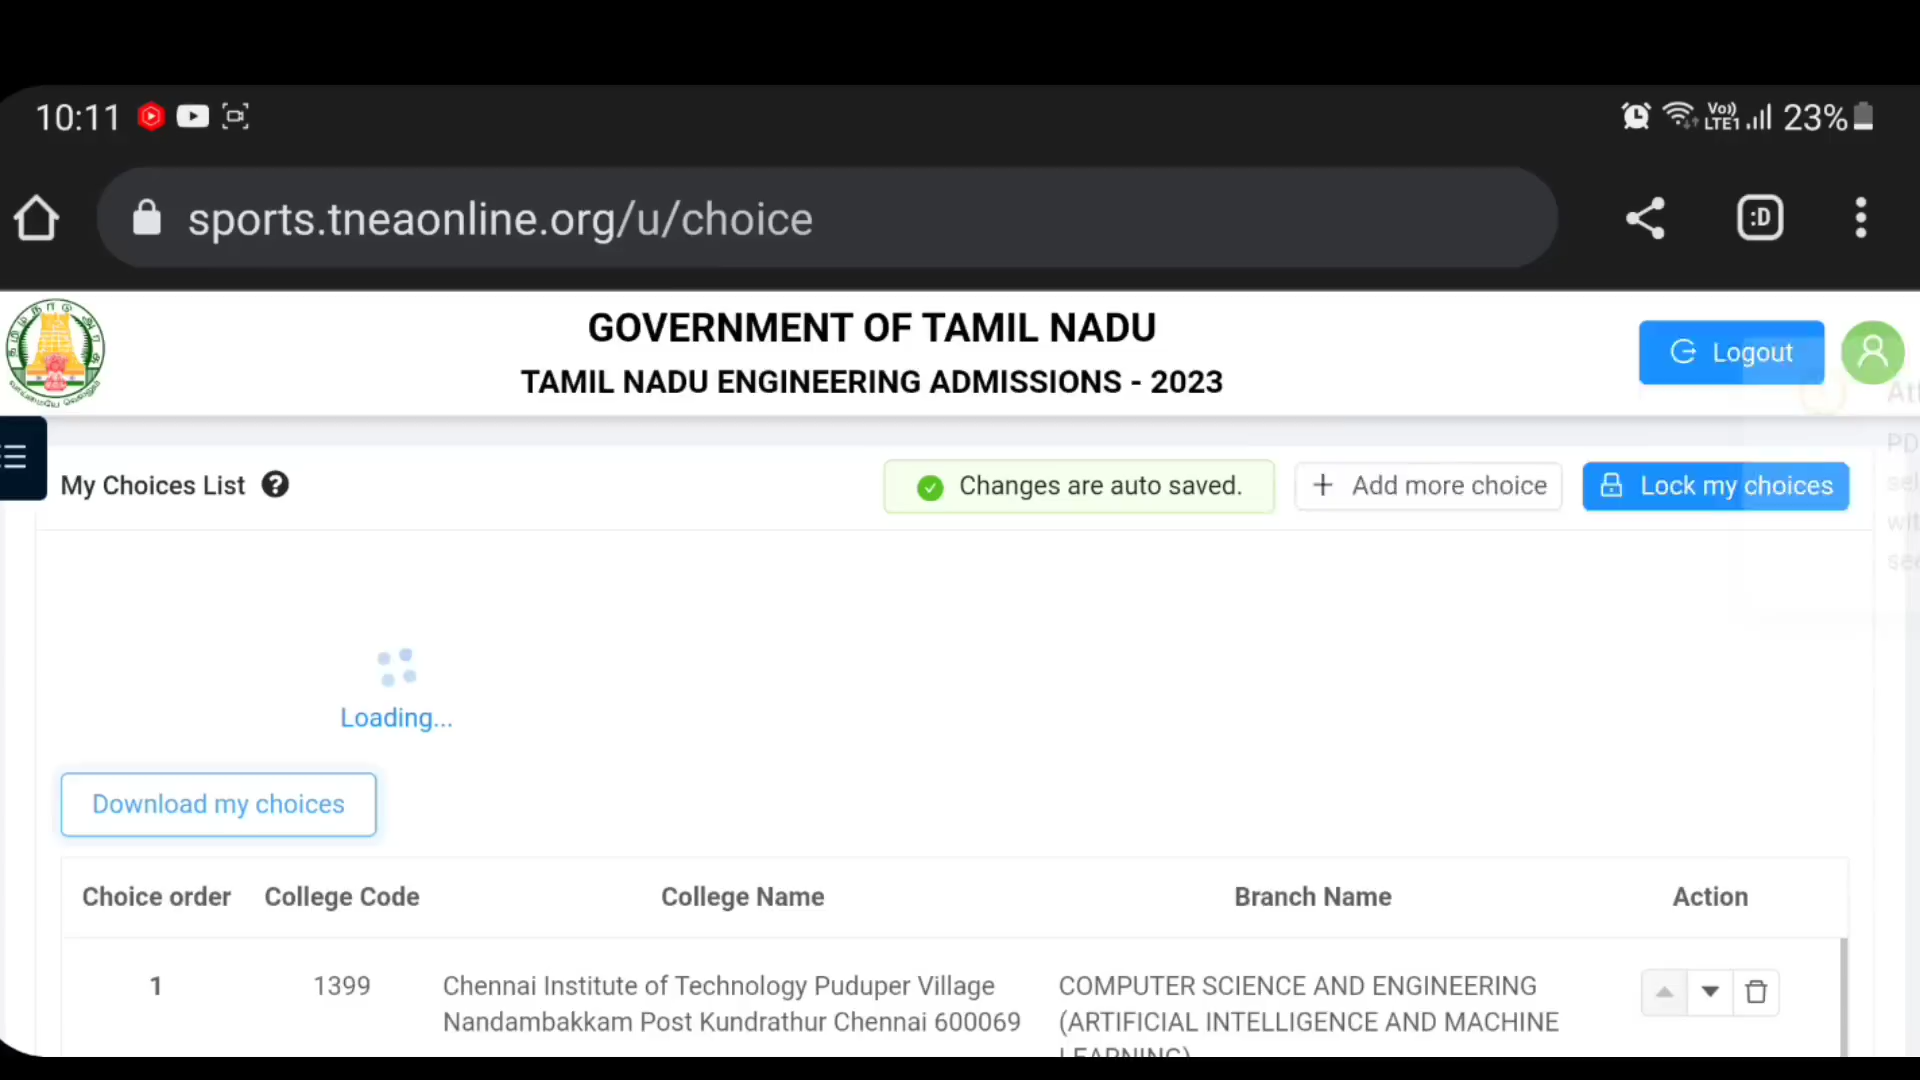 10:11
Vo))
LTE1
23%
sports.tneaonline.org/u/choice
:D
GOVERNMENT OF TAMIL NADU
TAMIL NADU ENGINEERING ADMISSIONS - 2023
Logout
My Choices List
Changes are auto saved.
+ Add more choice
Lock my choices
Loading...
Download my choices
Choice order College Code College Name Branch Name Action
1 1399 Chennai Institute of Technology Puduper Village COMPUTER SCIENCE AND ENGINEERING
Nandambakkam Post Kundrathur Chennai 600069 (ARTIFICIAL INTELLIGENCE AND MACHINE
LEARNING)